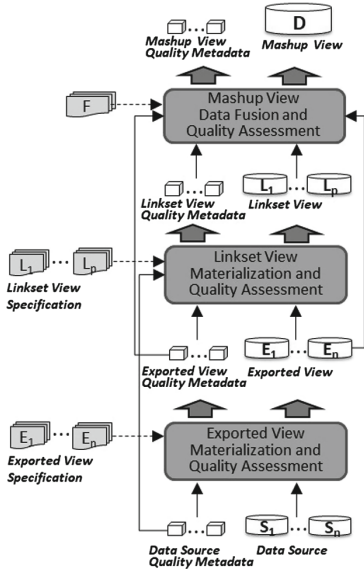 Mashup View
Quality Metadata
D
Mashup View
F
Mashup View
Data Fusion and
Quality Assessment
Linkset View
Quality Metadata
L1 ... Lp
Linkset View
L1 ... Lp
Linkset View
Specification
Linkset View
Materialization and
Quality Assessment
Exported View
Quality Metadata
E1 ... En
Exported View
E1 ... En
Exported View
Specification
Exported View
Materialization and
Quality Assessment
Data Source
Quality Metadata
S1 ... Sn
Data Source